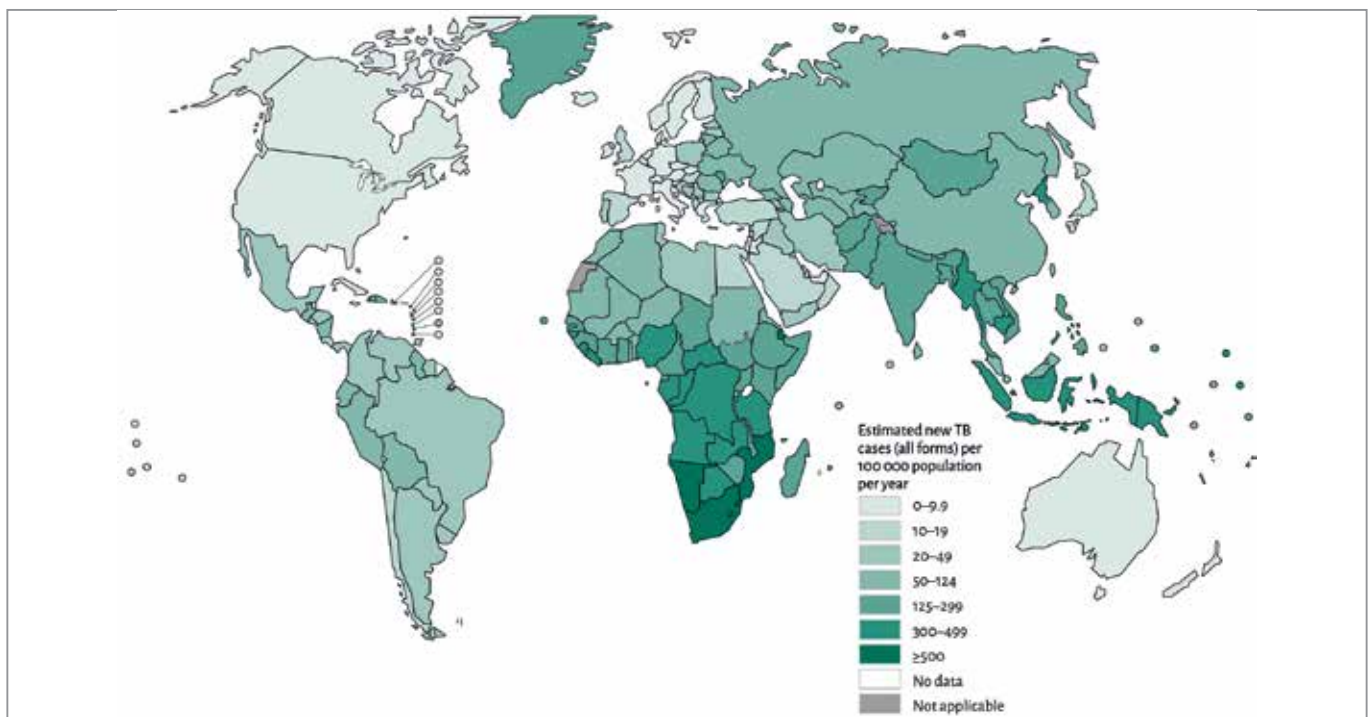 Estimated new TB
cases (all forms) per
100 000 population
per year
0–9.9
10–19
20–49
50–124
125–299
300–499
≥500
No data
Not applicable